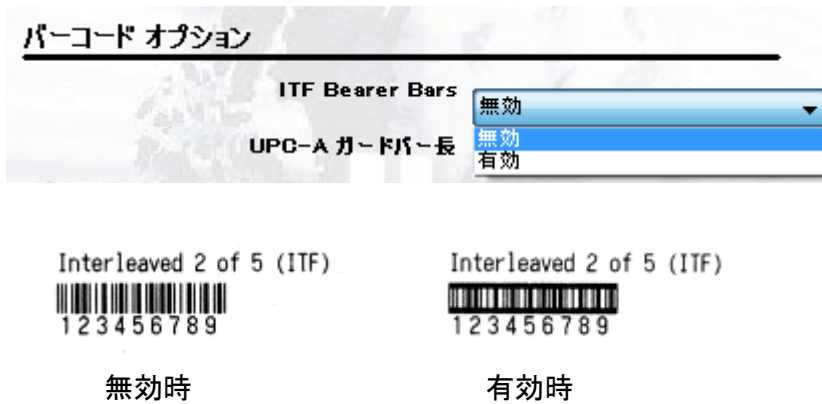 バーコード オプション
ITF Bearer Bars 無効
UPC-A ガードバー長 無効
有効
Interleaved 2 of 5 (ITF) Interleaved 2 of 5 (ITF)
123456789 123456789
無効時 有効時